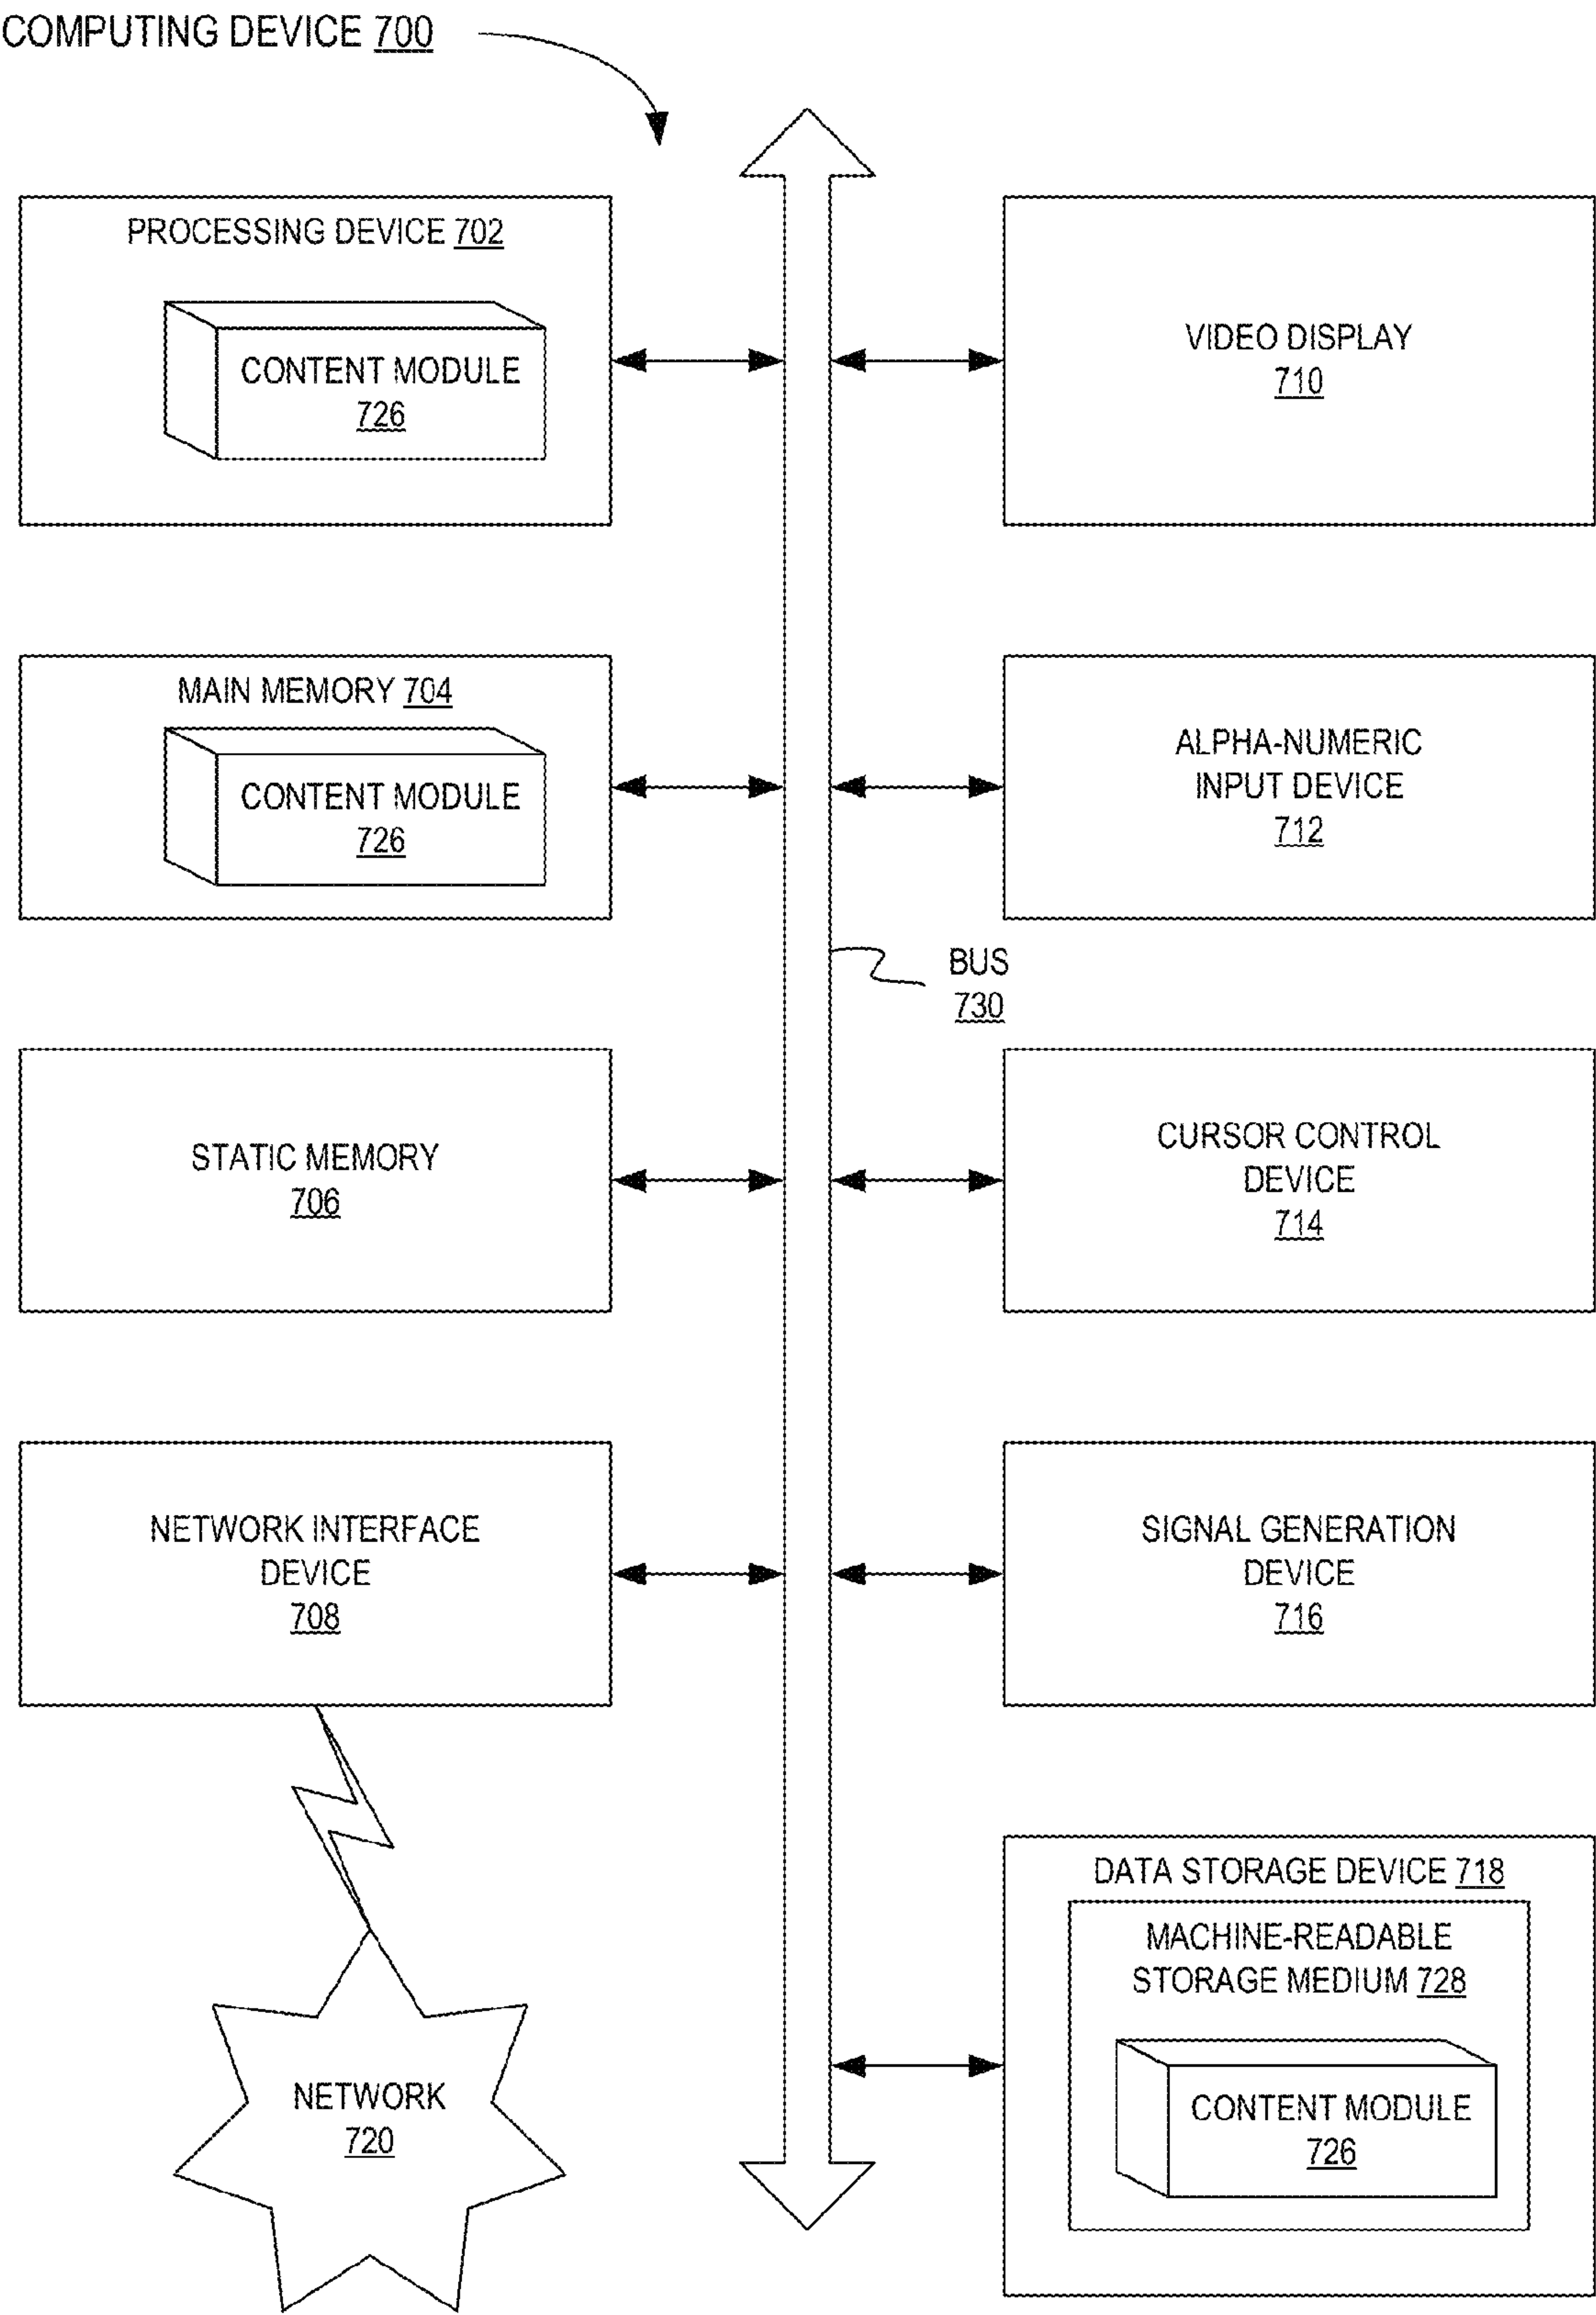 COMPUTING DEVICE 700
PROCESSING DEVICE 702
CONTENT MODULE
726
VIDEO DISPLAY
710
MAIN MEMORY 704
CONTENT MODULE
726
ALPHA-NUMERIC
INPUT DEVICE
712
BUS
730
STATIC MEMORY
706
CURSOR CONTROL
DEVICE
714
NETWORK INTERFACE
DEVICE
708
SIGNAL GENERATION
DEVICE
716
DATA STORAGE DEVICE 718
MACHINE-READABLE
STORAGE MEDIUM 728
CONTENT MODULE
726
NETWORK
720